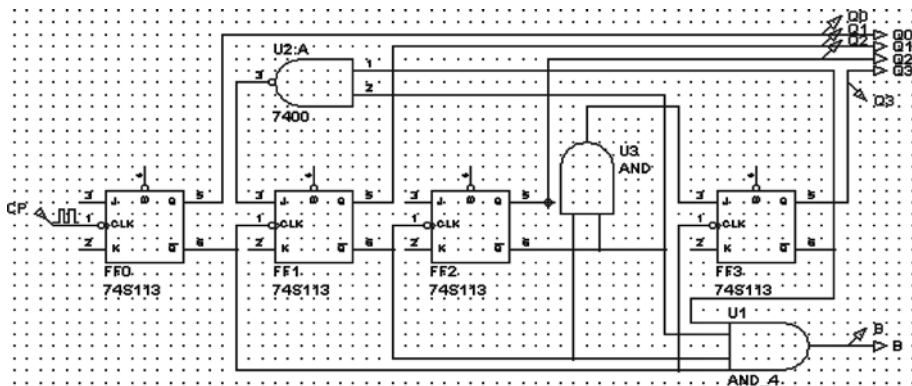 Q0
Q1
Q2
Q0
Q1
Q2
Q3
Q3
U2:A
3
1
2
7400
U3
AND
CP
3
J
S
Q
5
1
CLK
2
K
Q
6
FF0
74S113
3
J
S
Q
5
1
CLK
2
K
Q
6
FF1
74S113
3
J
S
Q
5
1
CLK
2
K
Q
6
FF2
74S113
3
J
S
Q
5
1
CLK
2
K
Q
6
FF3
74S113
U1
AND_4
B
B